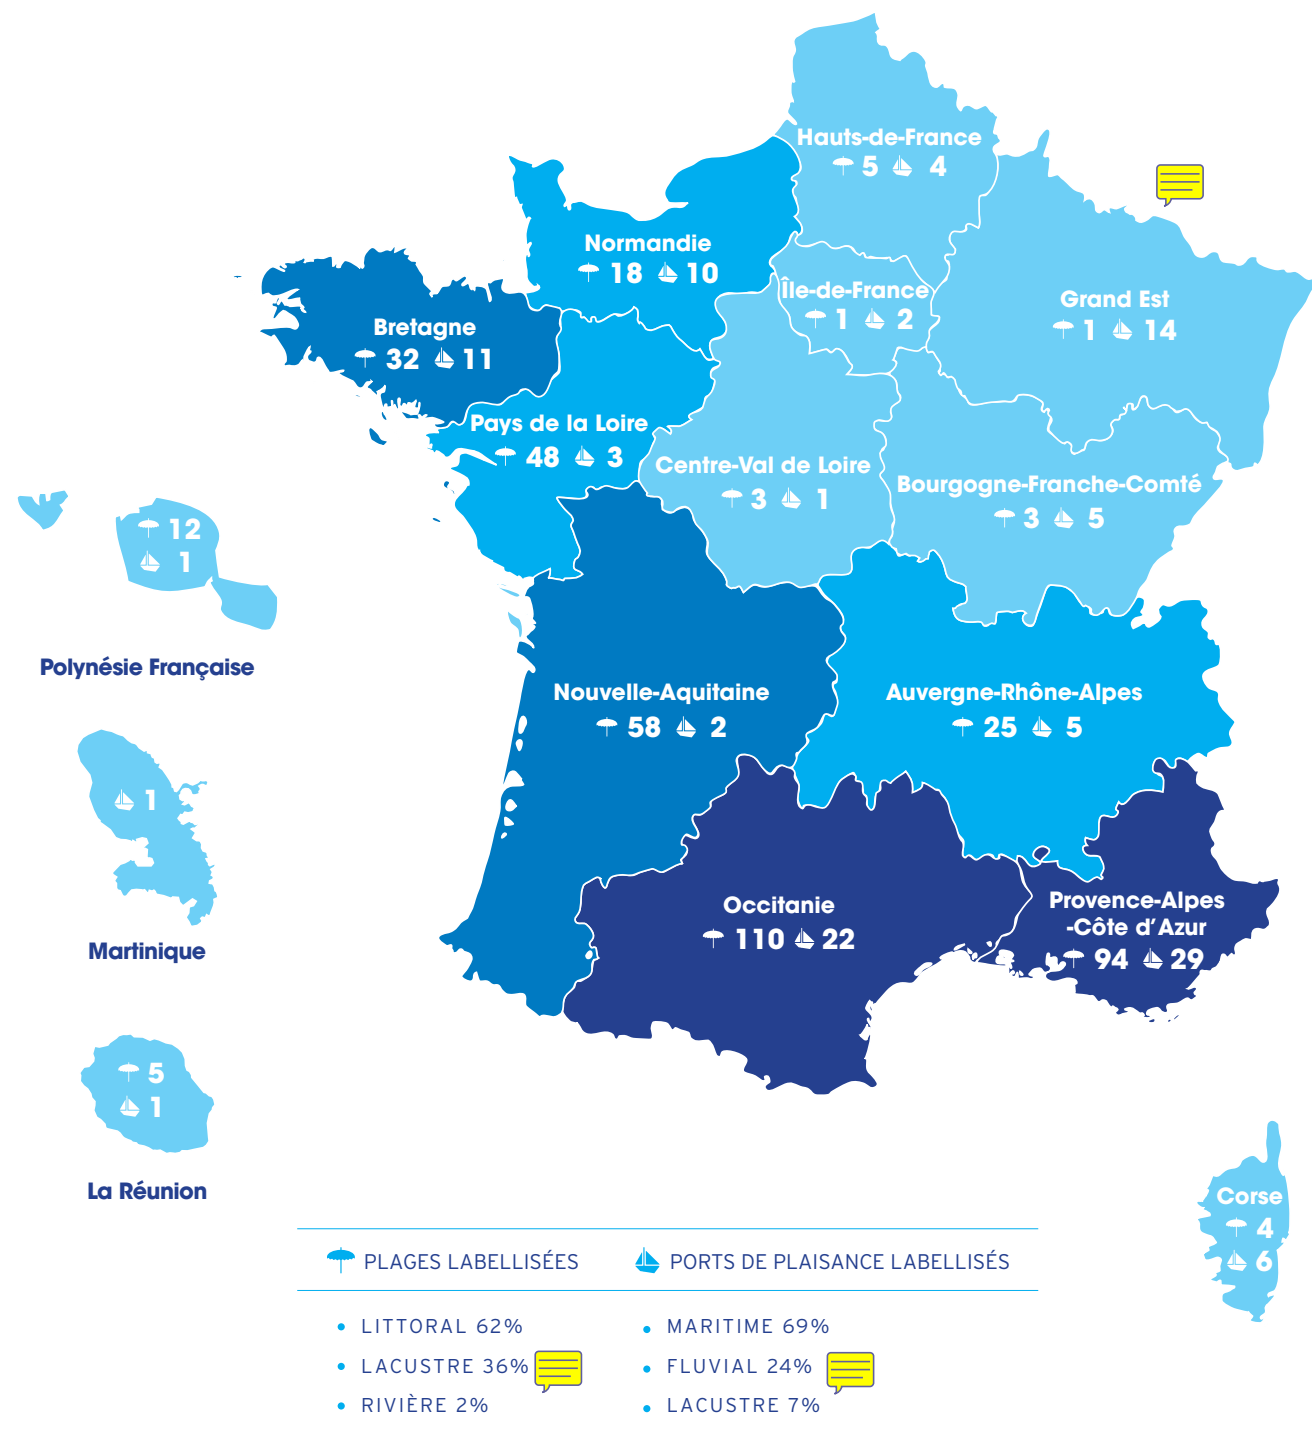 Hauts-de-France
5 4
Normandie
18 10
Île-de-France
1 2
Grand Est
1 14
Bretagne
32 11
Pays de la Loire
48 3
Centre-Val de Loire
3 1
Bourgogne-Franche-Comté
3 5
12
1
Polynésie Française
Nouvelle-Aquitaine
58 2
Auvergne-Rhône-Alpes
25 5
1
Martinique
Occitanie
110 22
Provence-Alpes
-Côte d’Azur
94 29
5
1
La Réunion
Corse
4
6
PLAGES LABELLISÉES
PORTS DE PLAISANCE LABELLISÉS
• LITTORAL 62%
• LACUSTRE 36%
• RIVIÈRE 2%
• MARITIME 69%
• FLUVIAL 24%
• LACUSTRE 7%